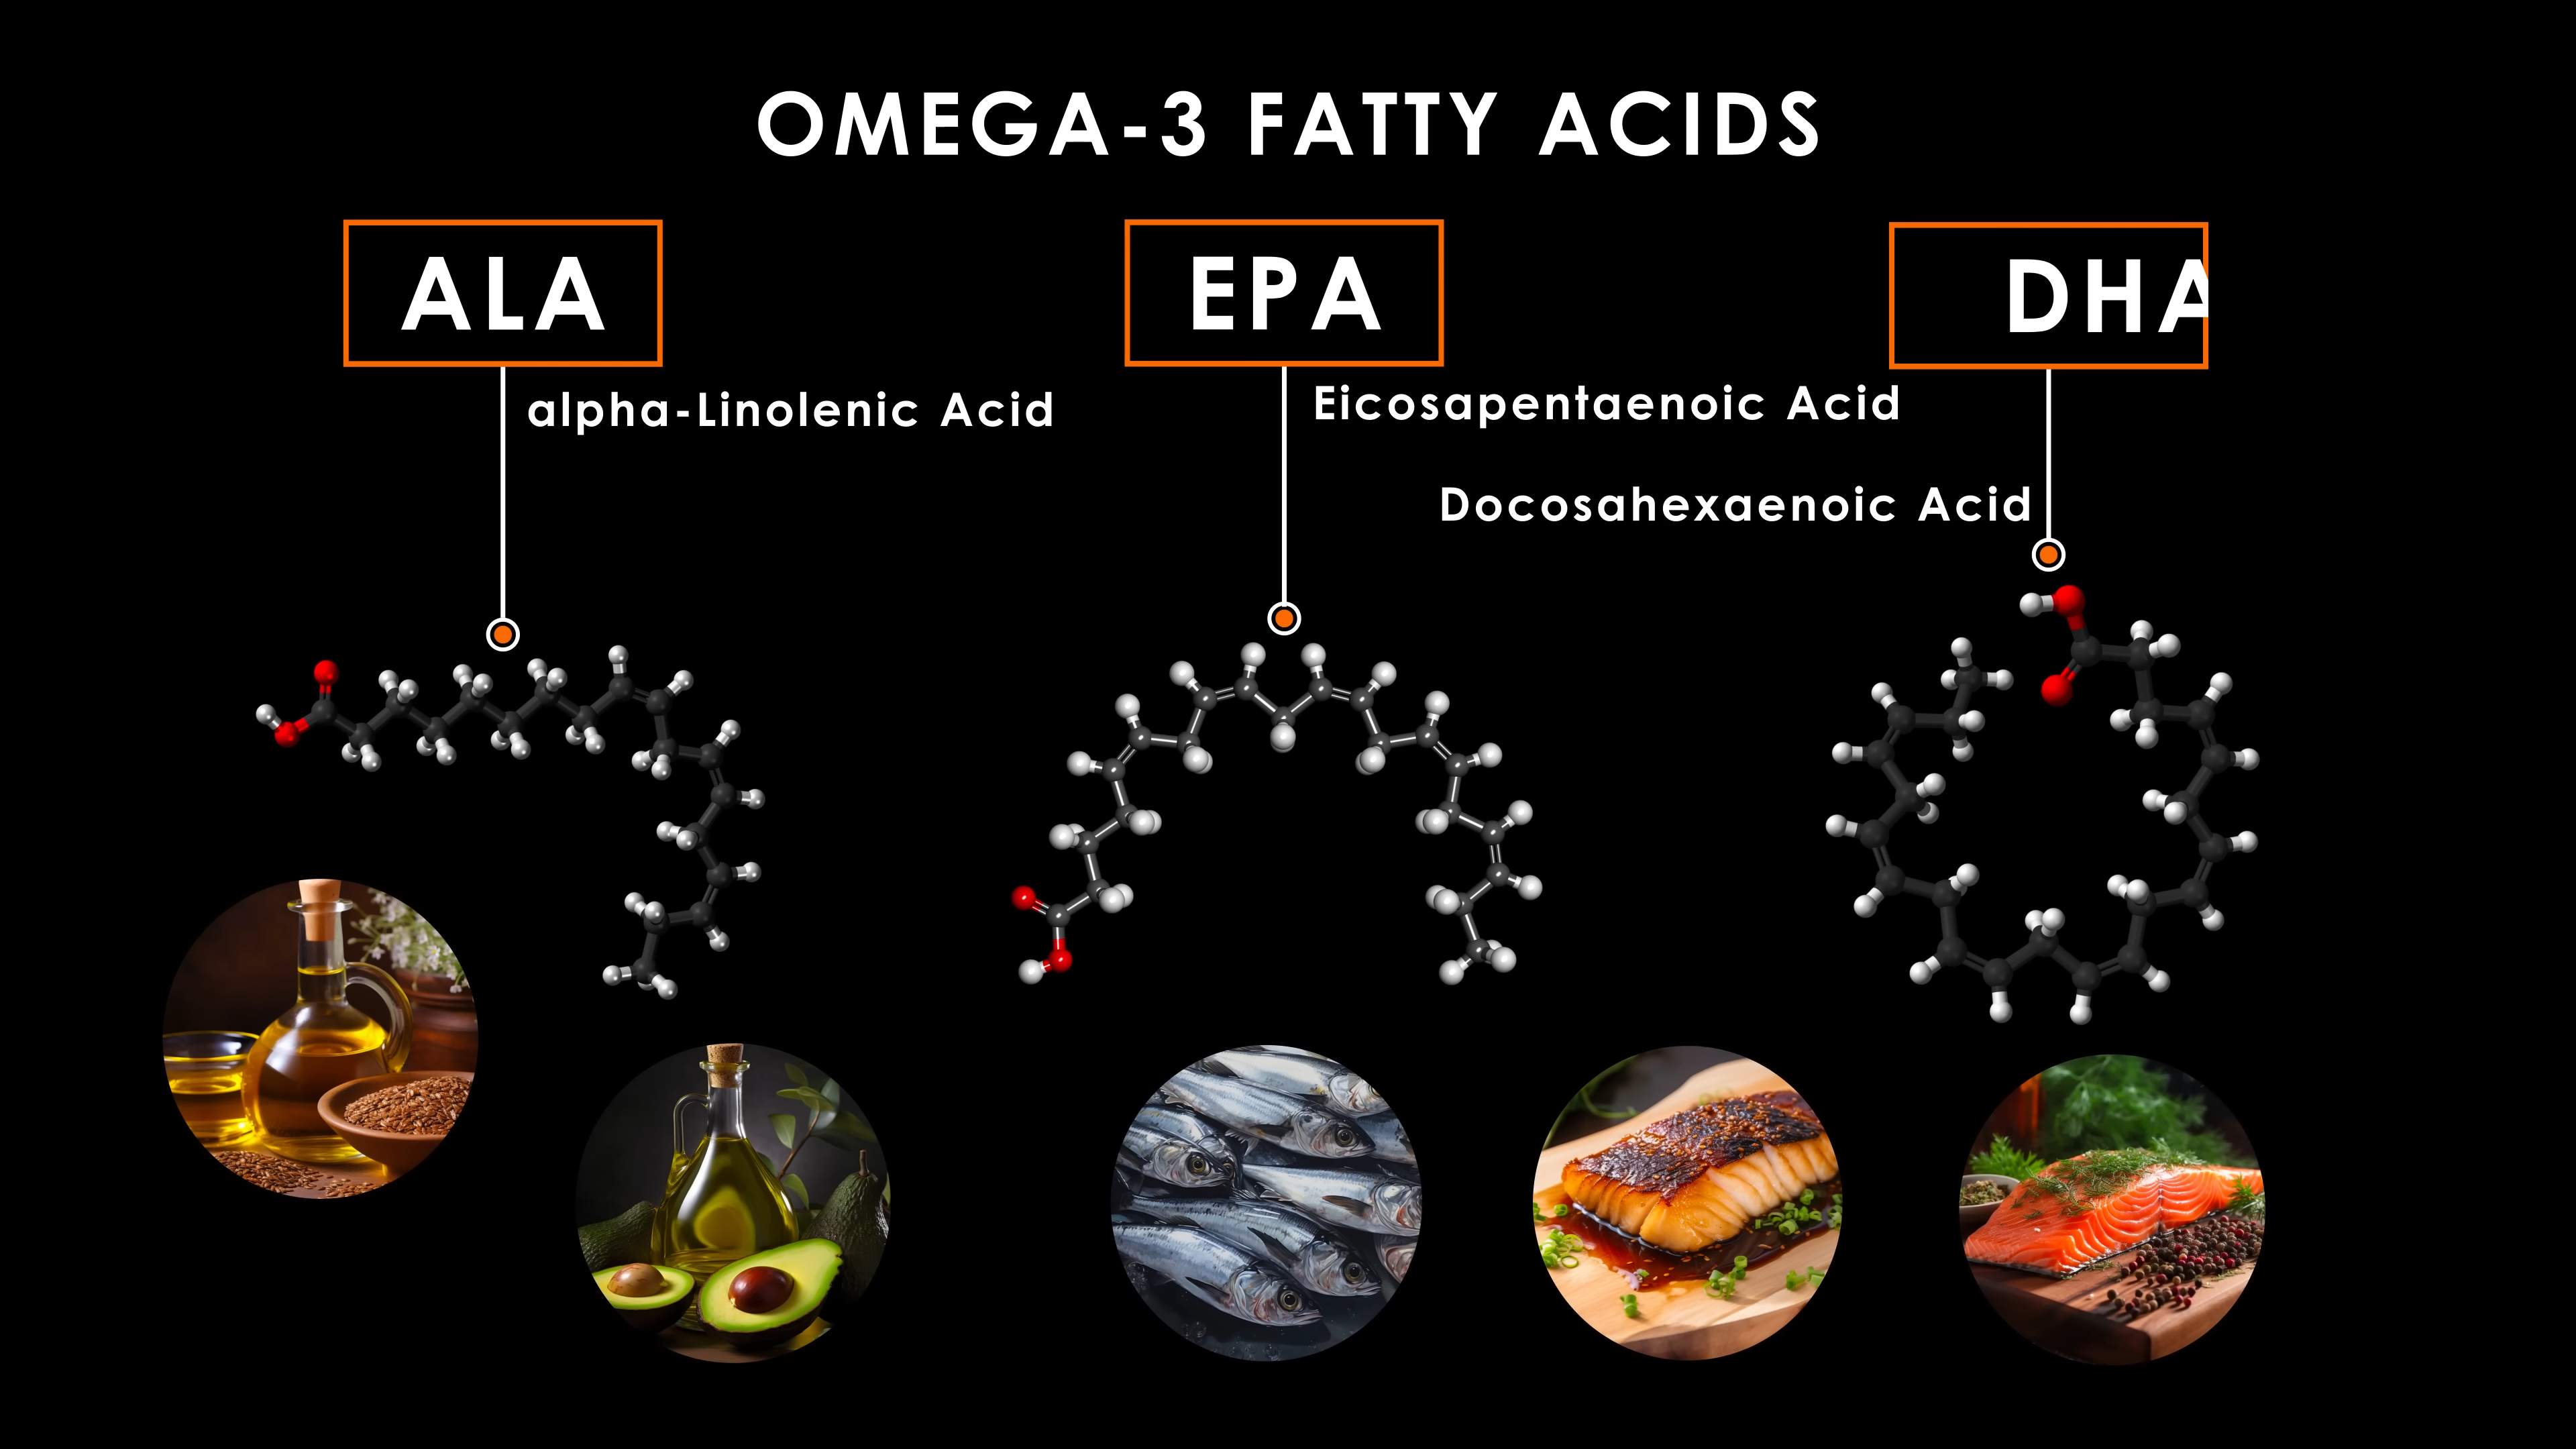 OMEGA-3 FATTY ACIDS
ALA
EPA
DHA
alpha-Linolenic Acid
Eicosapentaenoic Acid
Docosahexaenoic Acid